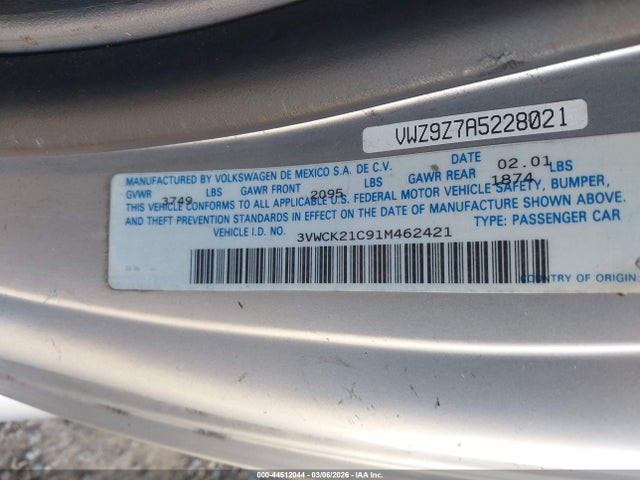 VWZ9Z7A5228021
MANUFACTURED BY VOLKSWAGEN DE MEXICO S.A. DE C.V. DATE 02.01
GVWR 3749 LBS GAWR FRONT 2095 LBS GAWR REAR 1874 LBS
THIS VEHICLE CONFORMS TO ALL APPLICABLE U.S. FEDERAL MOTOR VEHICLE SAFETY, BUMPER,
AND THEFT PREVENTION STANDARDS IN EFFECT ON THE DATE OF MANUFACTURE SHOWN ABOVE.
VEHICLE I.D. NO. 3VWCK21C91M462421 TYPE: PASSENGER CAR
COUNTRY OF ORIGIN:
000-44512044 - 03/06/2026 - IAA Inc.